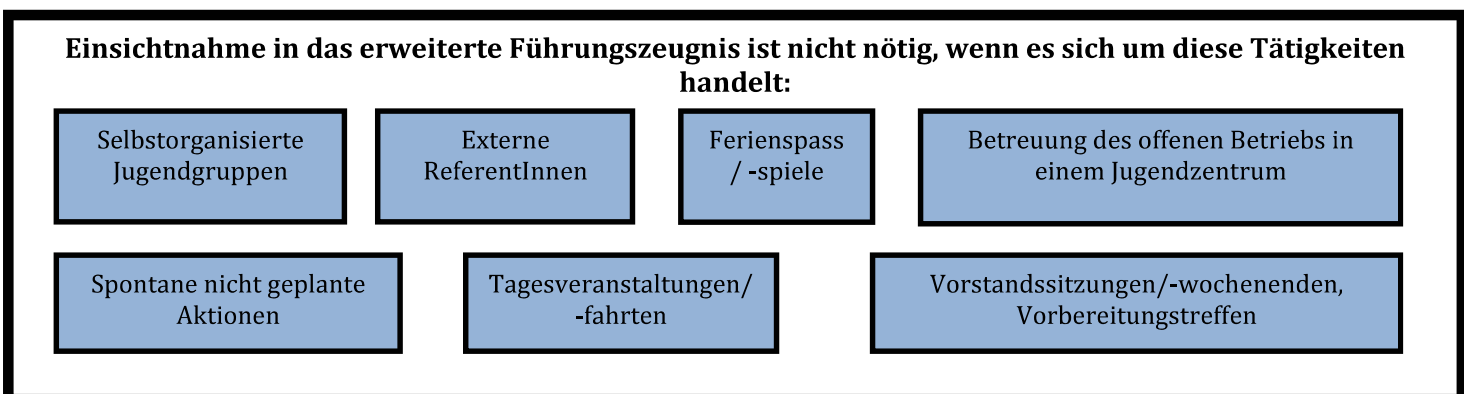 Einsichtnahme in das erweiterte Führungszeugnis ist nicht nötig, wenn es sich um diese Tätigkeiten
handelt:
Selbstorganisierte
Jugendgruppen
Externe
ReferentInnen
Ferienspass
/ -spiele
Betreuung des offenen Betriebs in
einem Jugendzentrum
Spontane nicht geplante
Aktionen
Tagesveranstaltungen/
-fahrten
Vorstandssitzungen/-wochenenden,
Vorbereitungstreffen